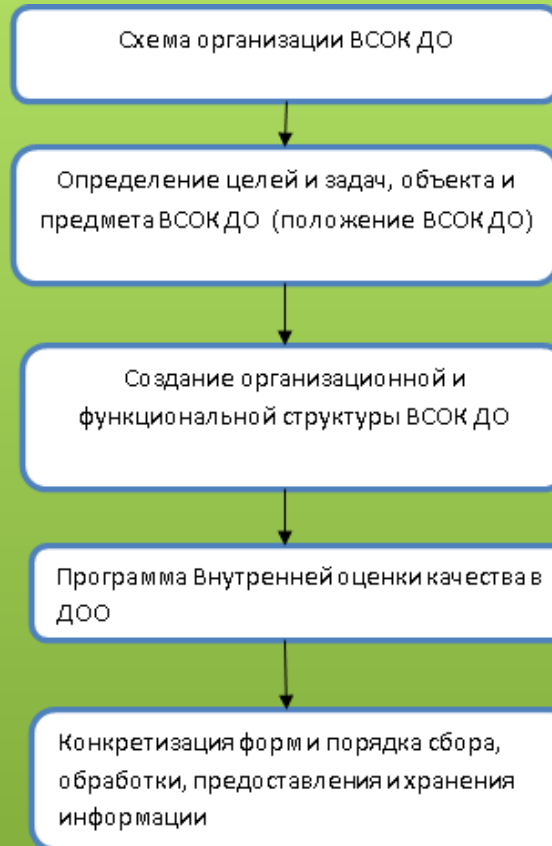 Схема организации ВСОК ДО
Определение целей и задач, объекта и
предмета ВСОК ДО (положение ВСОК ДО)
Создание организационной и
функциональной структуры ВСОК ДО
Программа Внутренней оценки качества в
ДОО
Конкретизация форм и порядка сбора,
обработки, предоставления и хранения
информации